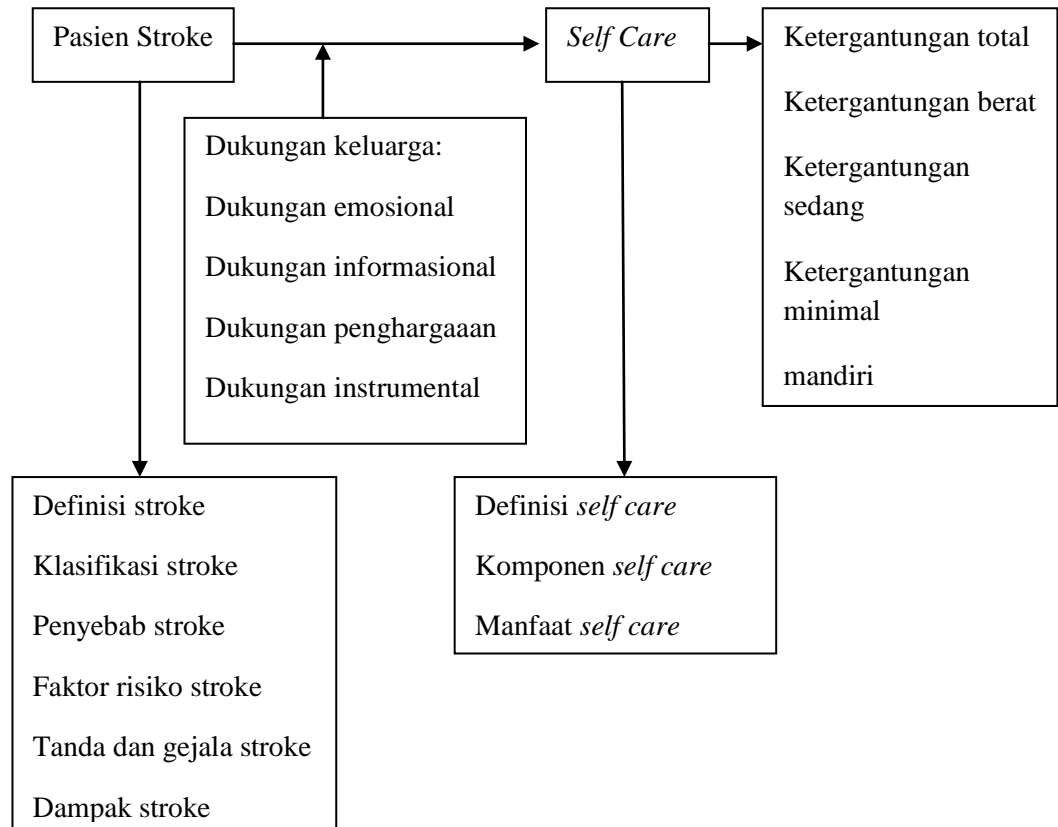 Pasien Stroke
Self Care
Ketergantungan total
Ketergantungan berat
Ketergantungan
sedang
Ketergantungan
minimal
mandiri
Dukungan keluarga:
Dukungan emosional
Dukungan informasional
Dukungan penghargaaan
Dukungan instrumental
Definisi stroke
Klasifikasi stroke
Penyebab stroke
Faktor risiko stroke
Tanda dan gejala stroke
Dampak stroke
Definisi self care
Komponen self care
Manfaat self care